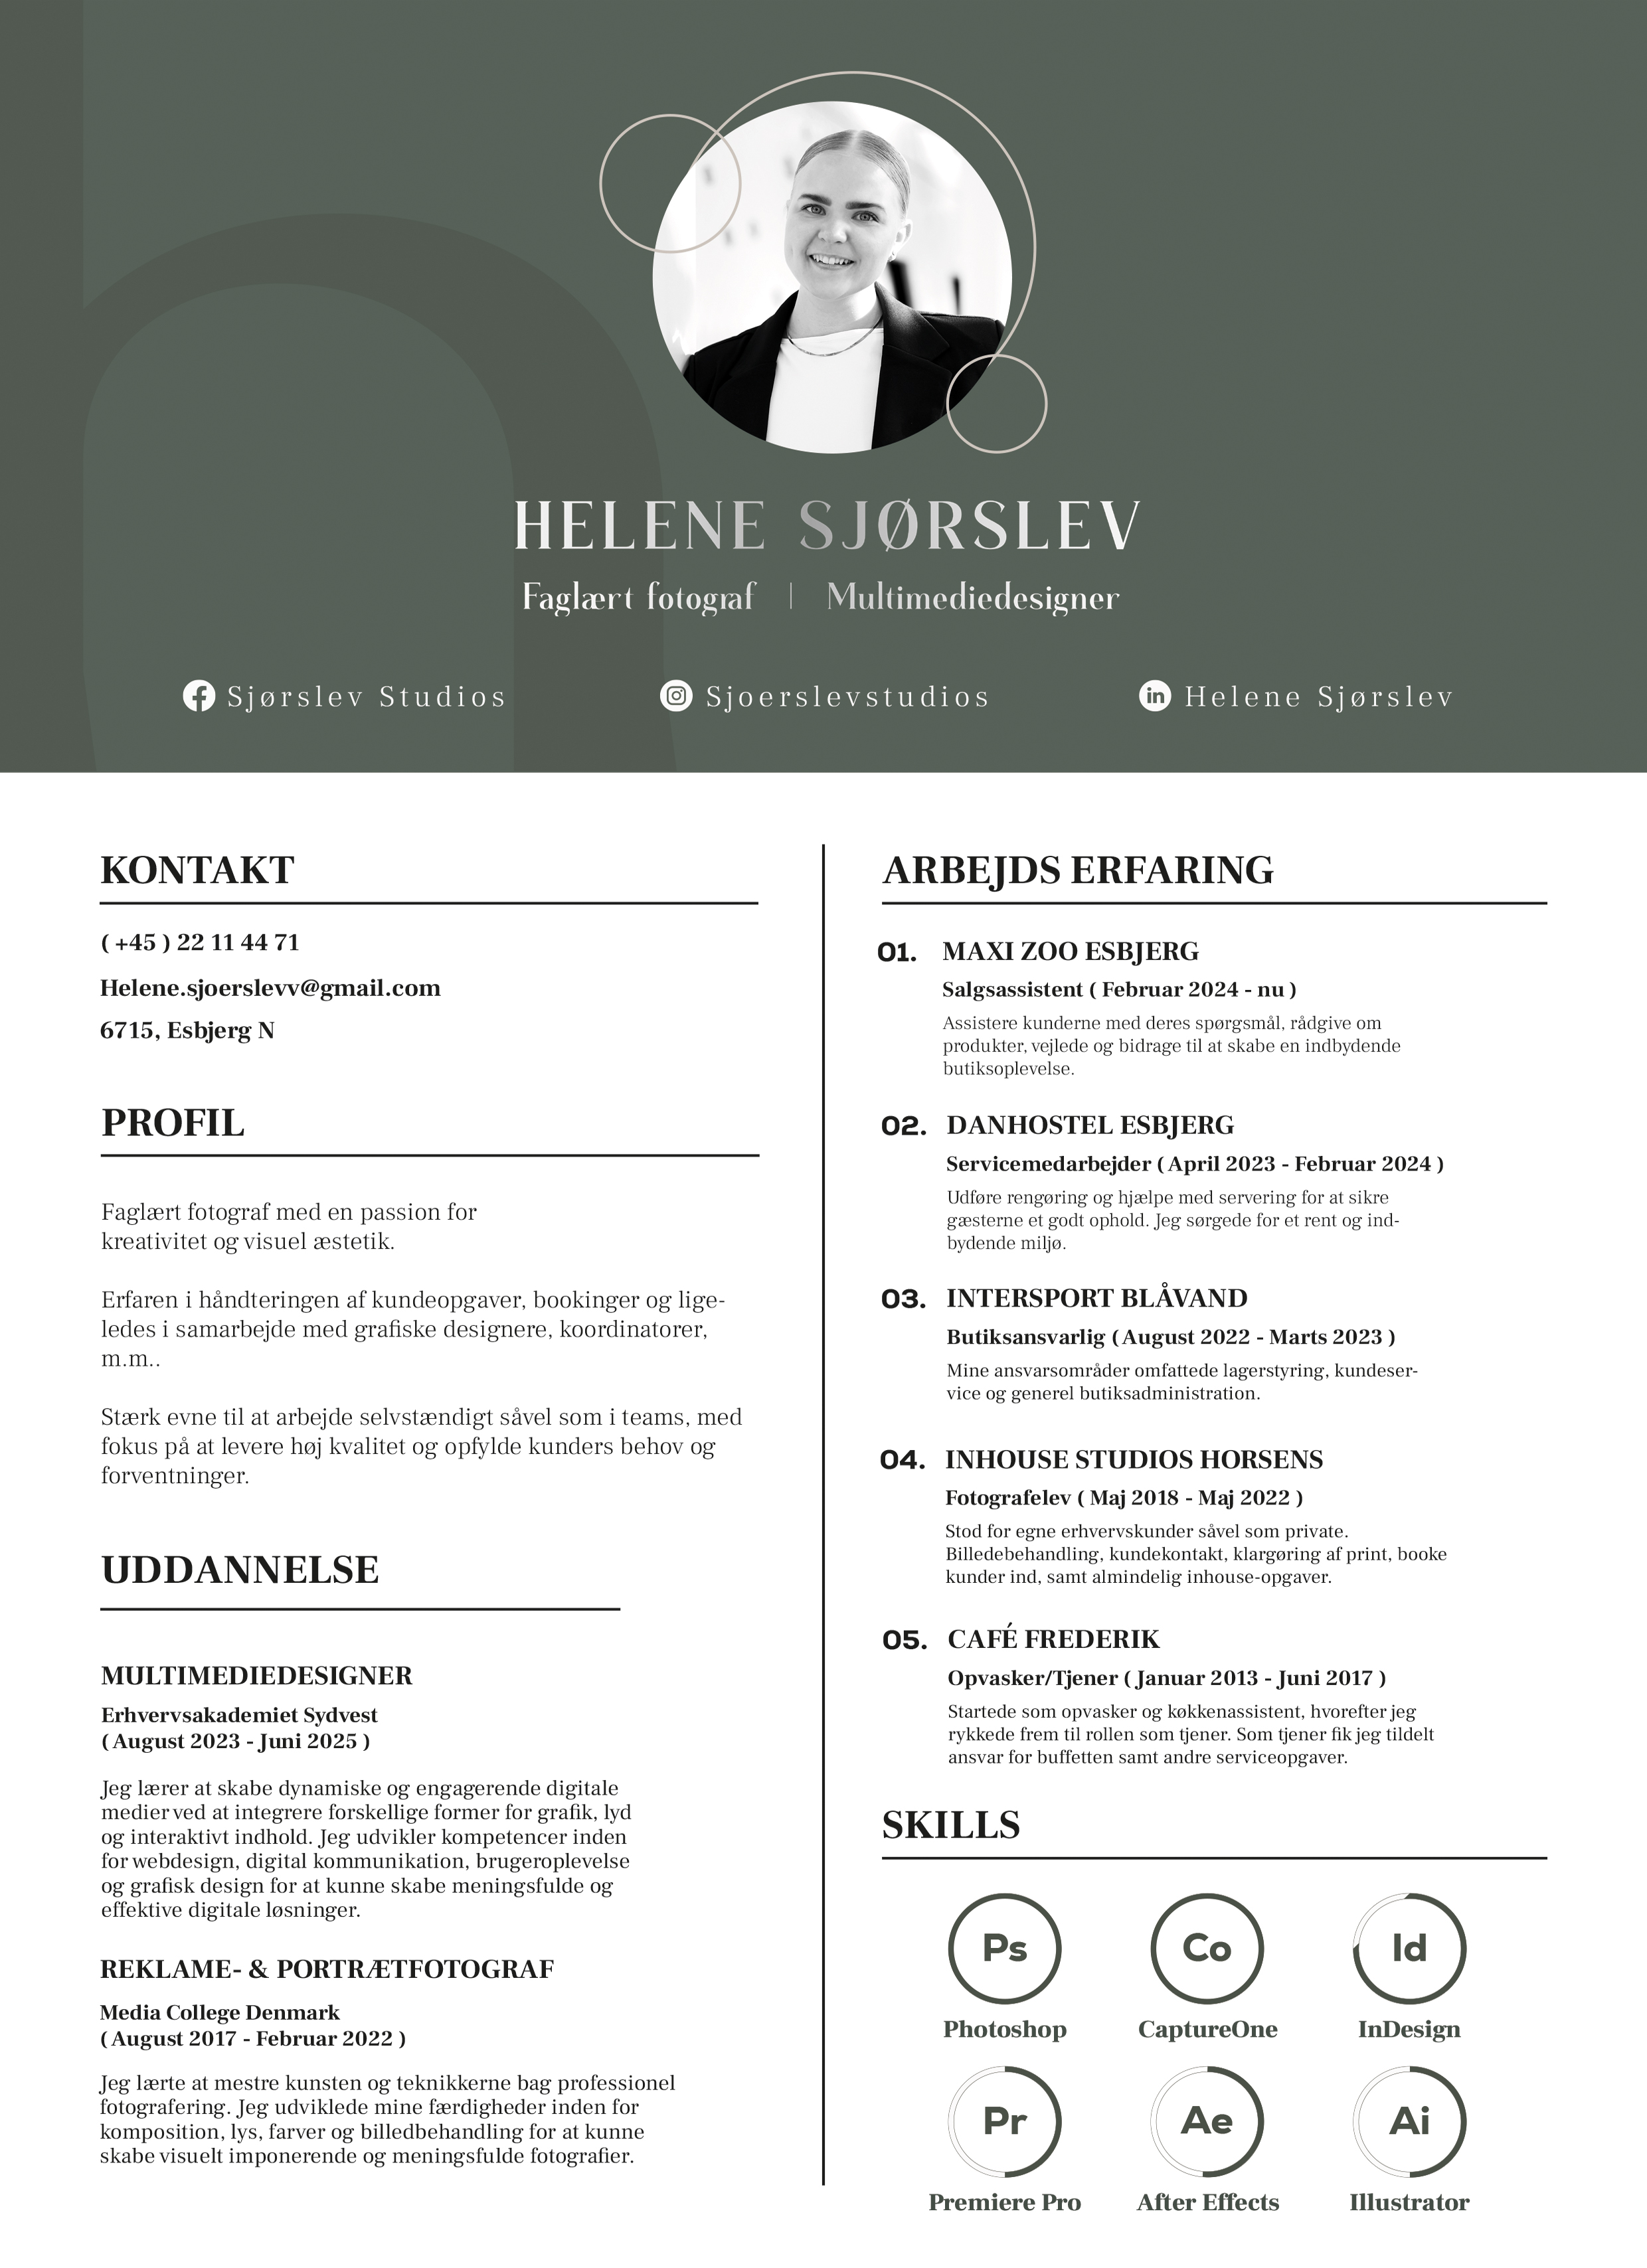 HELENE SJØRSLEV
Faglært fotograf | Multimediedesigner
Sjørslev Studios
Sjoerslevstudios
Helene Sjørslev
KONTAKT
( +45 ) 22 11 44 71
Helene.sjoerslevv@gmail.com
6715, Esbjerg N
PROFIL
Faglært fotograf med en passion for
kreativitet og visuel æstetik.
Erfaren i håndteringen af kundeopgaver, bookinger og lige-
ledes i samarbejde med grafiske designere, koordinatorer,
m.m..
Stærk evne til at arbejde selvstændigt såvel som i teams, med
fokus på at levere høj kvalitet og opfylde kunders behov og
forventninger.
UDDANNELSE
MULTIMEDIEDESIGNER
Erhvervsakademiet Sydvest
( August 2023 - Juni 2025 )
Jeg lærer at skabe dynamiske og engagerende digitale
medier ved at integrere forskellige former for grafik, lyd
og interaktivt indhold. Jeg udvikler kompetencer inden
for webdesign, digital kommunikation, brugeroplevelse
og grafisk design for at kunne skabe meningsfulde og
effektive digitale løsninger.
REKLAME- & PORTRÆTFOTOGRAF
Media College Denmark
( August 2017 - Februar 2022 )
Jeg lærte at mestre kunsten og teknikkerne bag professionel
fotografering. Jeg udviklede mine færdigheder inden for
komposition, lys, farver og billedbehandling for at kunne
skabe visuelt imponerende og meningsfulde fotografier.
ARBEJDS ERFARING
01. MAXI ZOO ESBJERG
Salgsassistent ( Februar 2024 - nu )
Assistere kunderne med deres spørgsmål, rådgive om
produkter, vejlede og bidrage til at skabe en indbydende
butiksoplevelse.
02. DANHOSTEL ESBJERG
Servicemedarbejder ( April 2023 - Februar 2024 )
Udføre rengøring og hjælpe med servering for at sikre
gæsterne et godt ophold. Jeg sørgede for et rent og ind-
bydende miljø.
03. INTERSPORT BLÅVAND
Butiksansvarlig ( August 2022 - Marts 2023 )
Mine ansvarsområder omfattede lagerstyring, kundeser-
vice og generel butiksadministration.
04. INHOUSE STUDIOS HORSENS
Fotografelev ( Maj 2018 - Maj 2022 )
Stod for egne erhvervskunder såvel som private.
Billedebehandling, kundekontakt, klargøring af print, booke
kunder ind, samt almindelig inhouse-opgaver.
05. CAFÉ FREDERIK
Opvasker/Tjener ( Januar 2013 - Juni 2017 )
Startede som opvasker og køkkenassistent, hvorefter jeg
rykkede frem til rollen som tjener. Som tjener fik jeg tildelt
ansvar for buffetten samt andre serviceopgaver.
SKILLS
Ps Co Id
Photoshop CaptureOne InDesign
Pr Ae Ai
Premiere Pro After Effects Illustrator